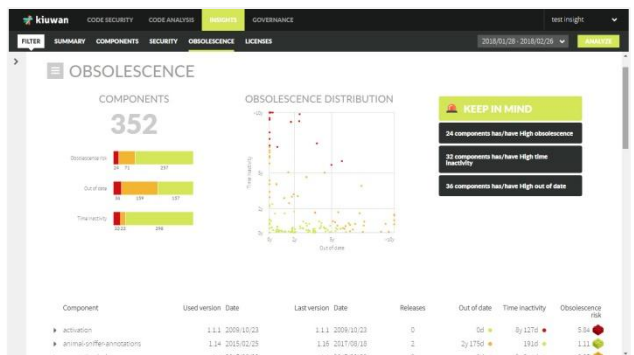 kiuwan CODE SECURITY CODE ANALYSIS INSIGHTS GOVERNANCE test insight
FILTER SUMMARY COMPONENTS SECURITY OBSOLESCENCE LICENSES 2018/01/28 - 2018/02/26 ANALYZE
OBSOLESCENCE
COMPONENTS
352
Obsolescence risk
24 71 257
Out of date
36 159 157
Time inactivity
32 22 298
OBSOLESCENCE DISTRIBUTION
Time inactivity
Out of date
KEEP IN MIND
24 components has/have High obsolescence
32 components has/have High time
inactivity
36 components has/have High out of date
Component Used version Date Last version Date Releases Out of date Time Inactivity Obsolescence
risk
activation 1.1.1 2009/10/23 1.1.1 2009/10/23 0 0d 8y 127d 5.84
animal-sniffer-annotations 1.14 2015/02/25 1.16 2017/08/18 2 2y 175d 191d 1.11